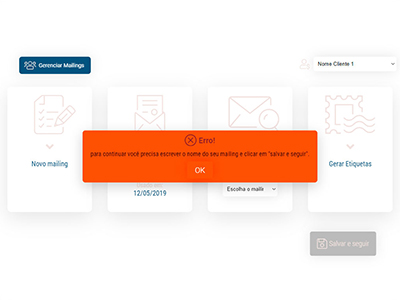 Gerenciar Mailings
Nome Cliente 1
Erro!
para continuar você precisa escrever o nome do seu mailing e clicar em "salvar e seguir".
OK
Novo mailing
12/05/2019
Escolha o mailir
Gerar Etiquetas
Salvar e seguir